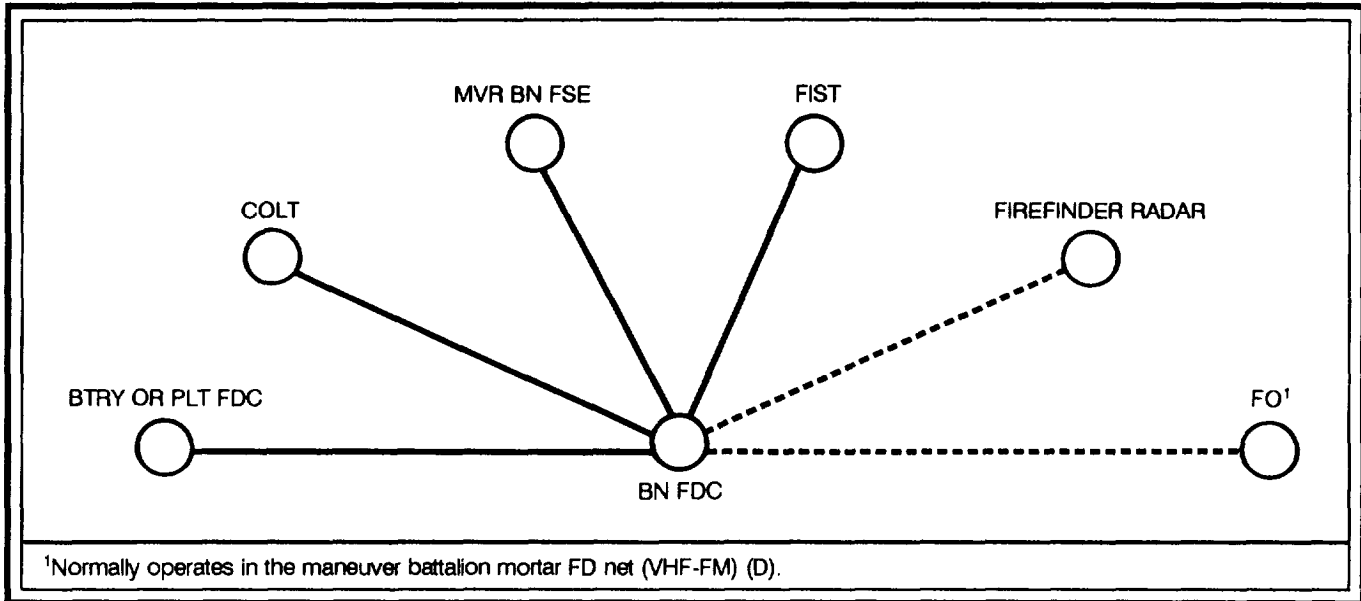 MVR BN FSE
FIST
COLT
FIREFINDER RADAR
BTRY OR PLT FDC
FO¹
BN FDC
¹Normally operates in the maneuver battalion mortar FD net (VHF-FM) (D).